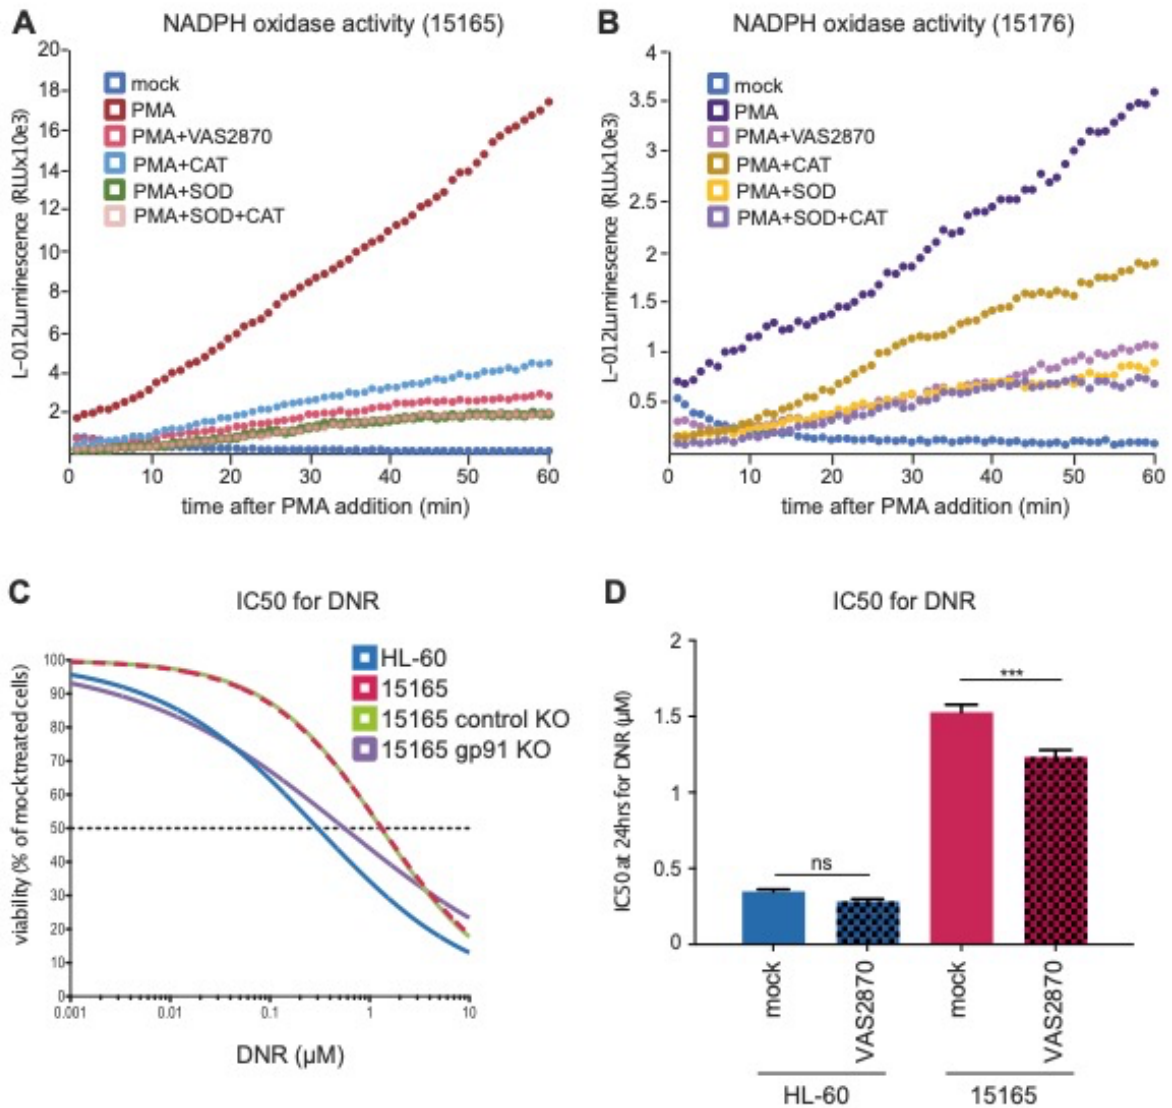 A
NADPH oxidase activity (15165)
L–012Luminescence (RLUx10e3)
20
18
16
14
12
10
8
6
4
2
mock
PMA
PMA+VAS2870
PMA+CAT
PMA+SOD
PMA+SOD+CAT
0 10 20 30 40 50 60
time after PMA addition (min)
B
NADPH oxidase activity (15176)
L–012Luminescence (RLUx10e3)
4
3.5
3
2.5
2
1.5
1
0.5
mock
PMA
PMA+VAS2870
PMA+CAT
PMA+SOD
PMA+SOD+CAT
0 10 20 30 40 50 60
time after PMA addition (min)
C
IC50 for DNR
viability (% of mocktreated cells)
100
90
80
70
60
50
40
30
20
10
0
HL-60
15165
15165 control KO
15165 gp91 KO
0.001 0.01 0.1 1 10
DNR (µM)
D
IC50 for DNR
IC50 at 24hrs for DNR (µM)
2
1.5
1
0.5
0
ns
***
mock VAS2870 mock VAS2870
HL-60 15165